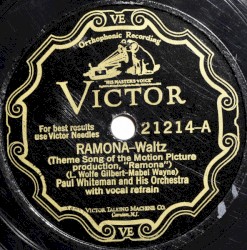 VE
Orthophonic Recording
"HIS MASTER'S VOICE"
VICTOR
For best results
use Victor Needles
21214-A
RAMONA-Waltz
(Theme Song of the Motion Picture
production, "Ramona")
(L. Wolfe Gilbert-Mabel Wayne)
Paul Whiteman and His Orchestra
with vocal refrain
VICTOR TALKING MACHINE CO.
Camden, N.J.
VE